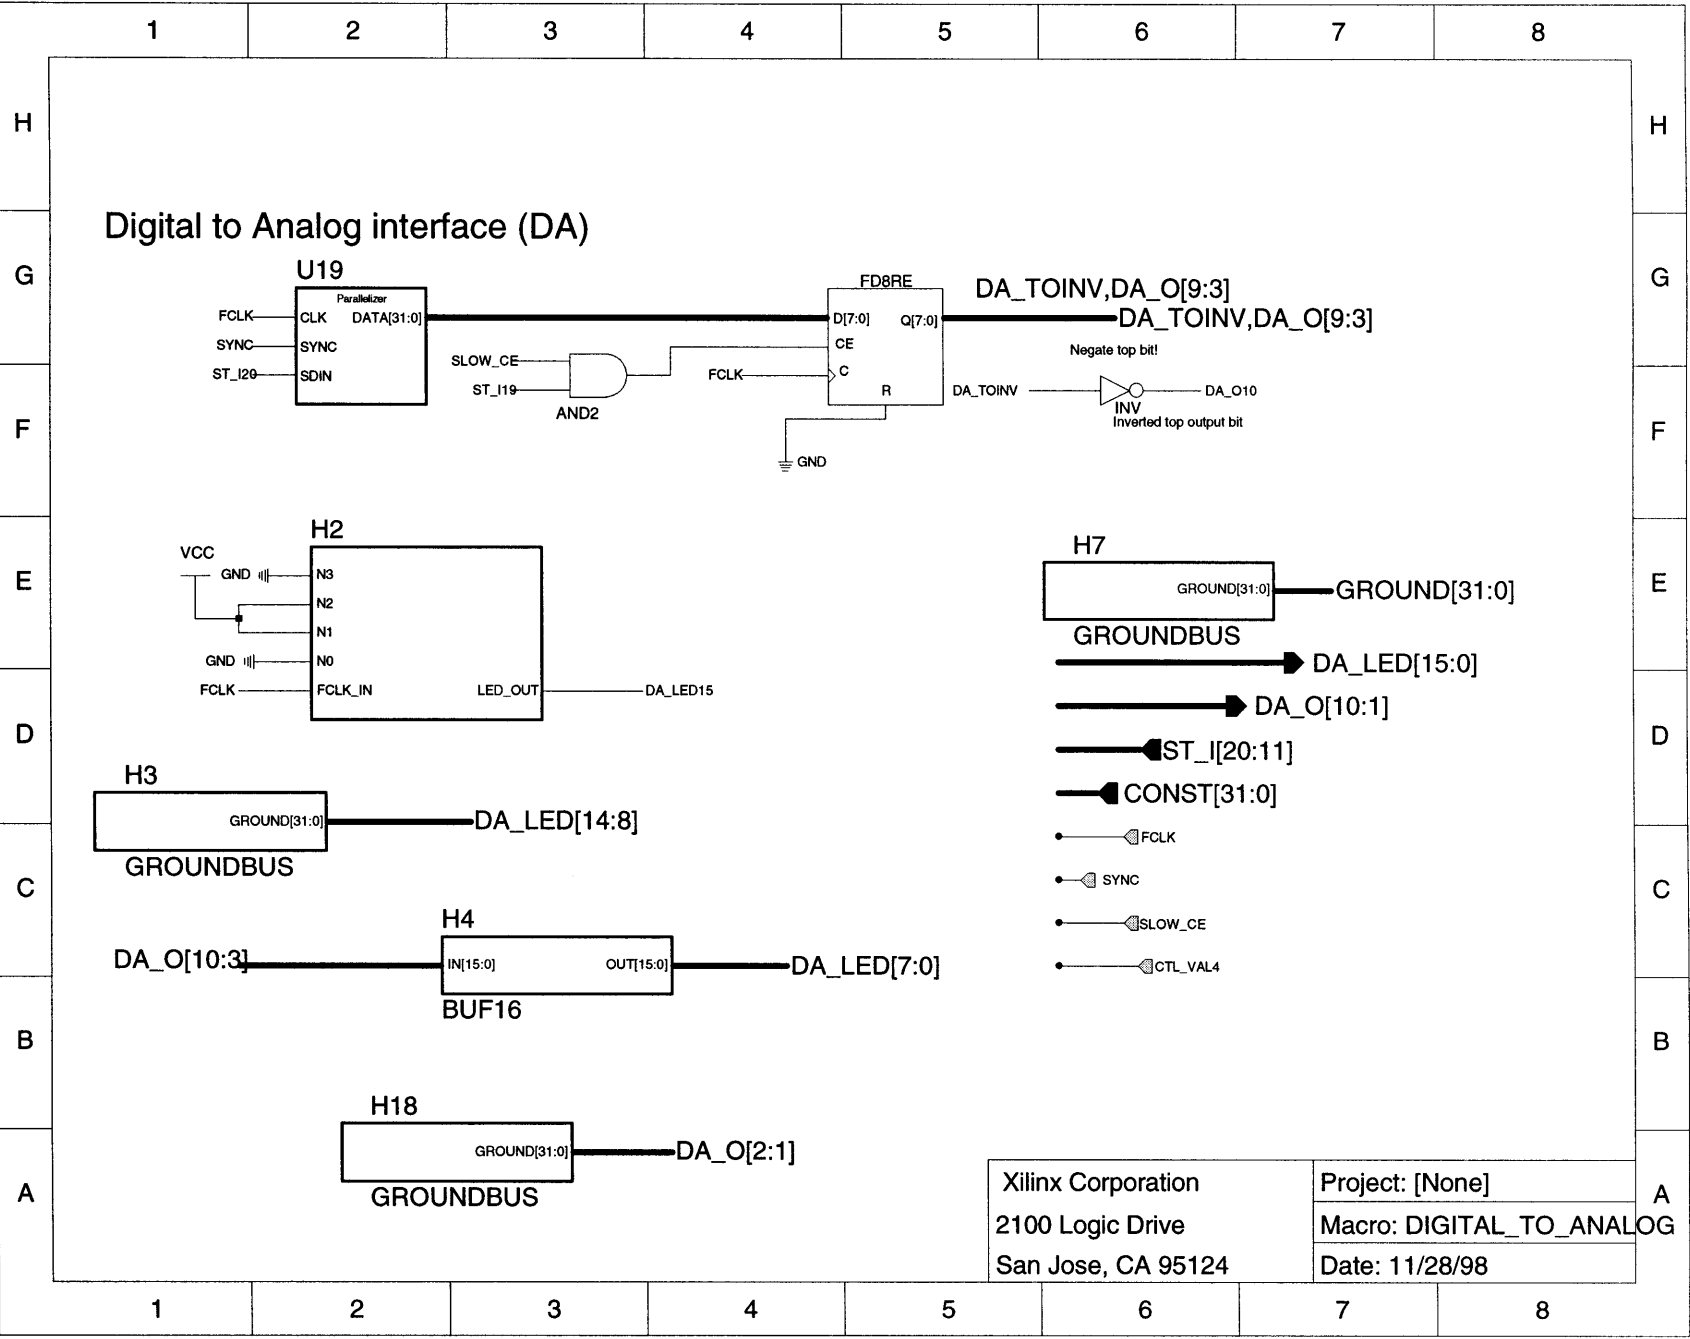 1 2 3 4 5 6 7 8
H H
Digital to Analog interface (DA)
G G
U19
Parallelizer
FCLK CLK DATA[31:0]
SYNC SYNC
ST_I20 SDIN
SLOW_CE
ST_I19
AND2
FD8RE
D[7:0] Q[7:0]
CE
FCLK C
R
GND
DA_TOINV,DA_O[9:3]
DA_TOINV,DA_O[9:3]
Negate top bit!
DA_TOINV DA_O10
INV
Inverted top output bit
F F
H2
VCC
GND N3
N2
N1
GND N0
FCLK FCLK_IN LED_OUT DA_LED15
E E
H7
GROUND[31:0] GROUND[31:0]
GROUNDBUS
DA_LED[15:0]
DA_O[10:1]
ST_I[20:11]
CONST[31:0]
FCLK
SYNC
SLOW_CE
CTL_VAL4
D D
H3
GROUND[31:0] DA_LED[14:8]
GROUNDBUS
C C
H4
DA_O[10:3] IN[15:0] OUT[15:0] DA_LED[7:0]
BUF16
B B
H18
GROUND[31:0] DA_O[2:1]
GROUNDBUS
A A
Xilinx Corporation
2100 Logic Drive
San Jose, CA 95124
Project: [None]
Macro: DIGITAL_TO_ANALOG
Date: 11/28/98
1 2 3 4 5 6 7 8